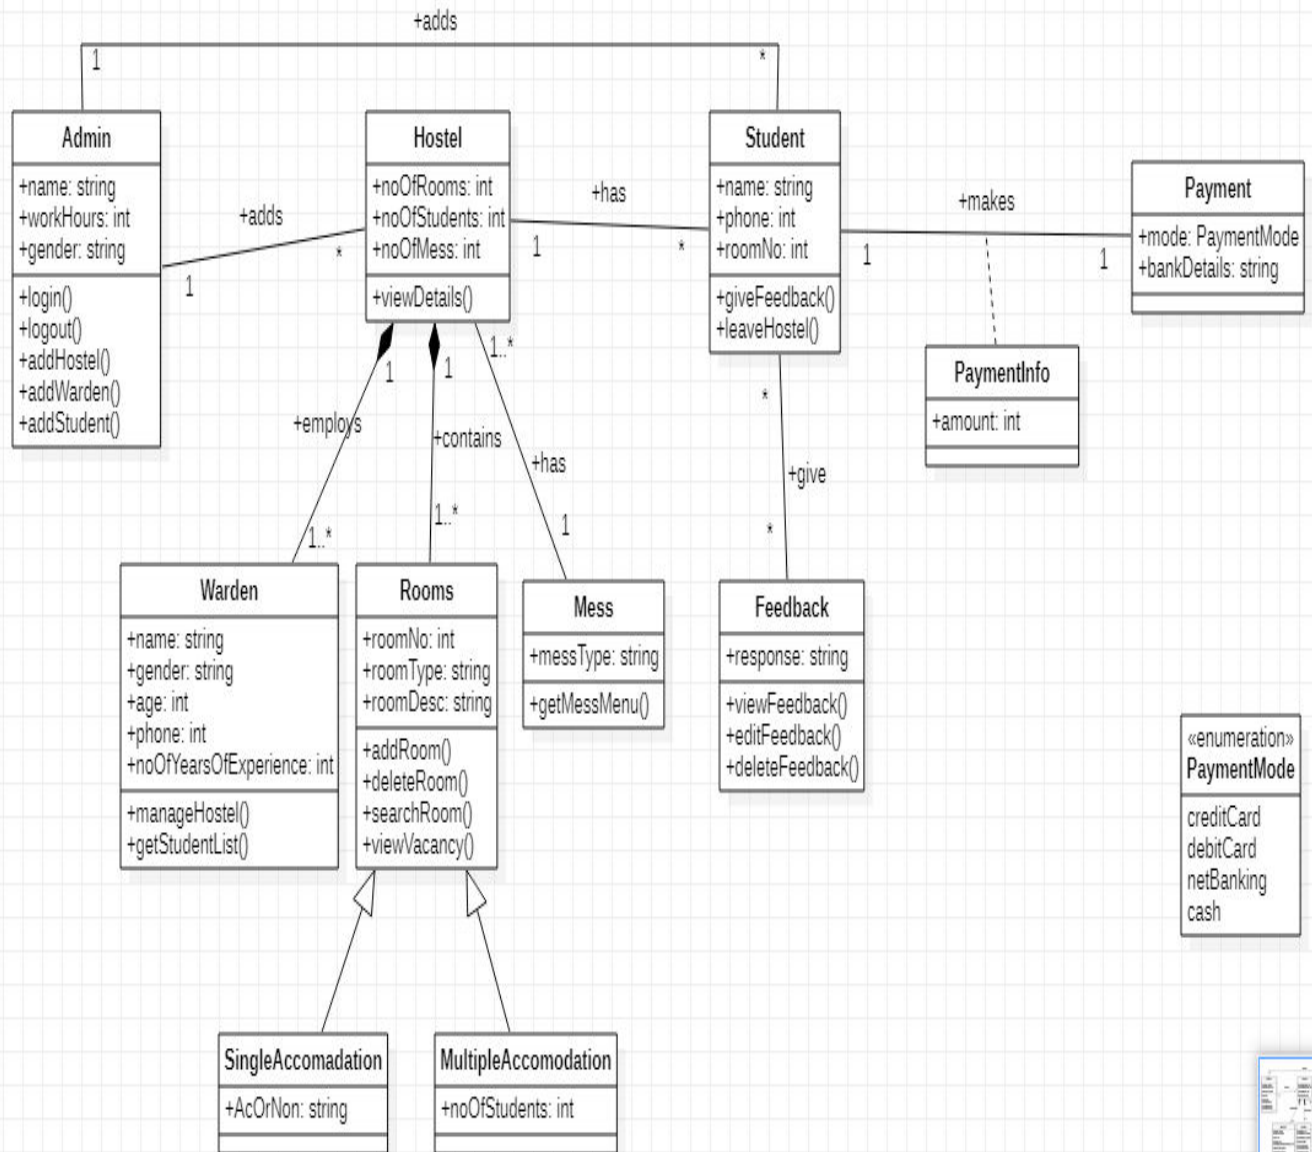 +adds
1
*
Admin
+name: string
+workHours: int
+gender: string
+login()
+logout()
+addHostel()
+addWarden()
+addStudent()
+adds
1
*
Hostel
+noOfRooms: int
+noOfStudents: int
+noOfMess: int
+viewDetails()
+has
1
*
Student
+name: string
+phone: int
+roomNo: int
+giveFeedback()
+leaveHostel()
+makes
1
1
Payment
+mode: PaymentMode
+bankDetails: string
PaymentInfo
+amount: int
1
+employs
1..*
1
+contains
1..*
1..*
+has
1
*
+give
*
Warden
+name: string
+gender: string
+age: int
+phone: int
+noOfYearsOfExperience: int
+manageHostel()
+getStudentList()
Rooms
+roomNo: int
+roomType: string
+roomDesc: string
+addRoom()
+deleteRoom()
+searchRoom()
+viewVacancy()
Mess
+messType: string
+getMessMenu()
Feedback
+response: string
+viewFeedback()
+editFeedback()
+deleteFeedback()
«enumeration»
PaymentMode
creditCard
debitCard
netBanking
cash
SingleAccomadation
+AcOrNon: string
MultipleAccomodation
+noOfStudents: int